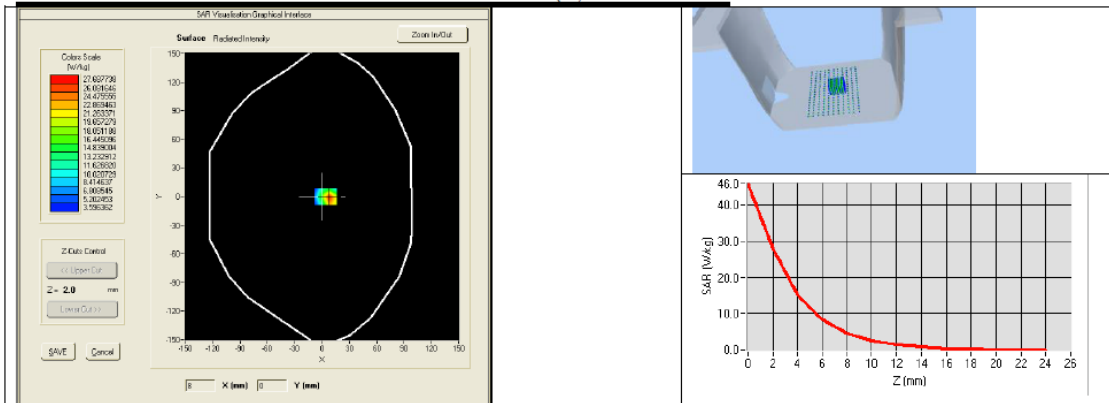 SAR Visualisation Graphical Interface
Surface Radiated Intensity
Zoom In/Out
Colors Scale
(W/kg)
27.697738
26.091646
24.475555
22.869463
21.263371
19.657279
18.051188
16.445096
14.839004
13.232912
11.626820
10.020729
8.414637
6.808545
5.202453
3.596362
Z-Cuts Control
<< Upper Cut
Z = 2.0 mm
Lower Cut >>
SAVE Cancel
150-
120-
90-
60-
30-
0-
-30-
-60-
-90-
-120-
-150-
Y
-150 -120 -90 -60 -30 0 30 60 90 120 150
X
8 X (mm) 0 Y (mm)
46.0-
40.0-
30.0-
20.0-
10.0-
0.0-
SAR (W/kg)
0 2 4 6 8 10 12 14 16 18 20 22 24 26
Z (mm)